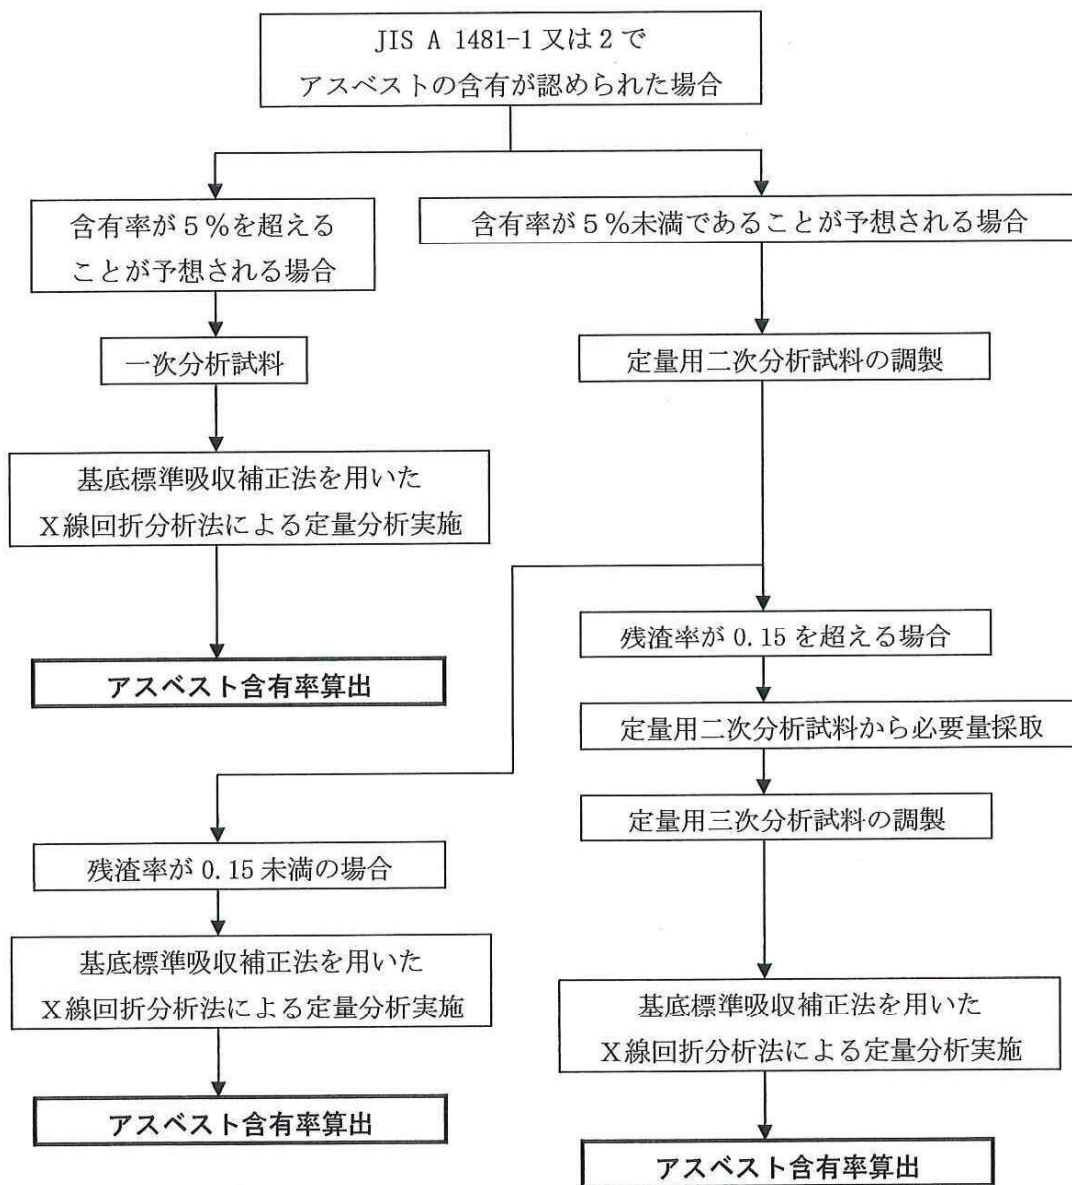 JIS A 1481-1 又は 2 で
アスベストの含有が認められた場合
含有率が5%を超える
ことが予想される場合
含有率が5%未満であることが予想される場合
一次分析試料
定量用二次分析試料の調製
基底標準吸収補正法を用いた
X線回折分析法による定量分析実施
残渣率が 0.15 を超える場合
アスベスト含有率算出
定量用二次分析試料から必要量採取
定量用三次分析試料の調製
残渣率が 0.15 未満の場合
基底標準吸収補正法を用いた
X線回折分析法による定量分析実施
基底標準吸収補正法を用いた
X線回折分析法による定量分析実施
アスベスト含有率算出
アスベスト含有率算出